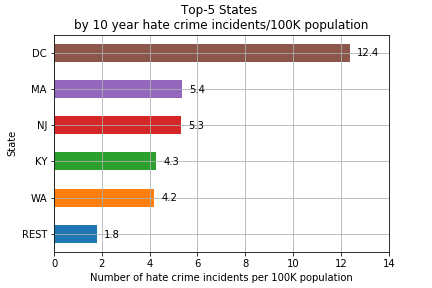 Top-5 States
by 10 year hate crime incidents/100K population
State
DC
12.4
MA
5.4
NJ
5.3
KY
4.3
WA
4.2
REST
1.8
0 2 4 6 8 10 12 14
Number of hate crime incidents per 100K population